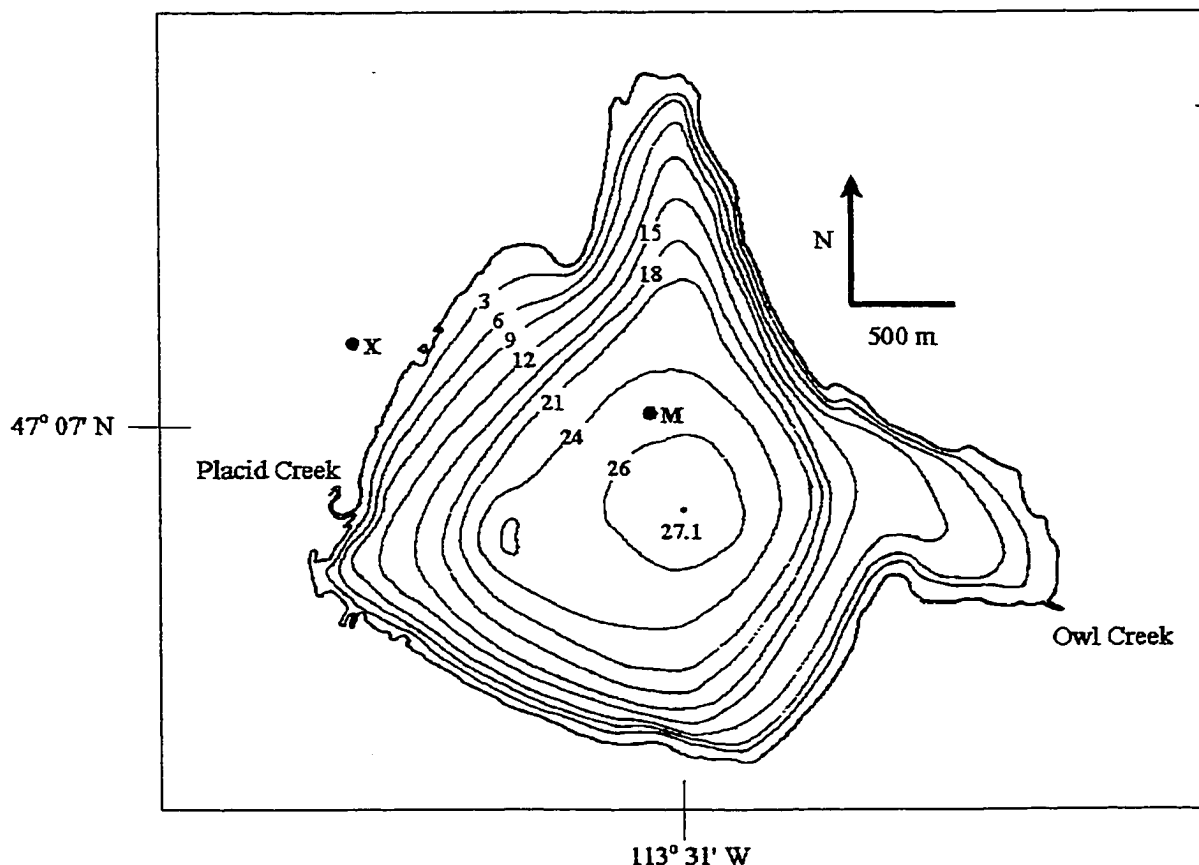 15
N
18
3
6
500 m
9
X
12
21
M
47° 07' N
24
26
Placid Creek
27.1
Owl Creek
113° 31' W